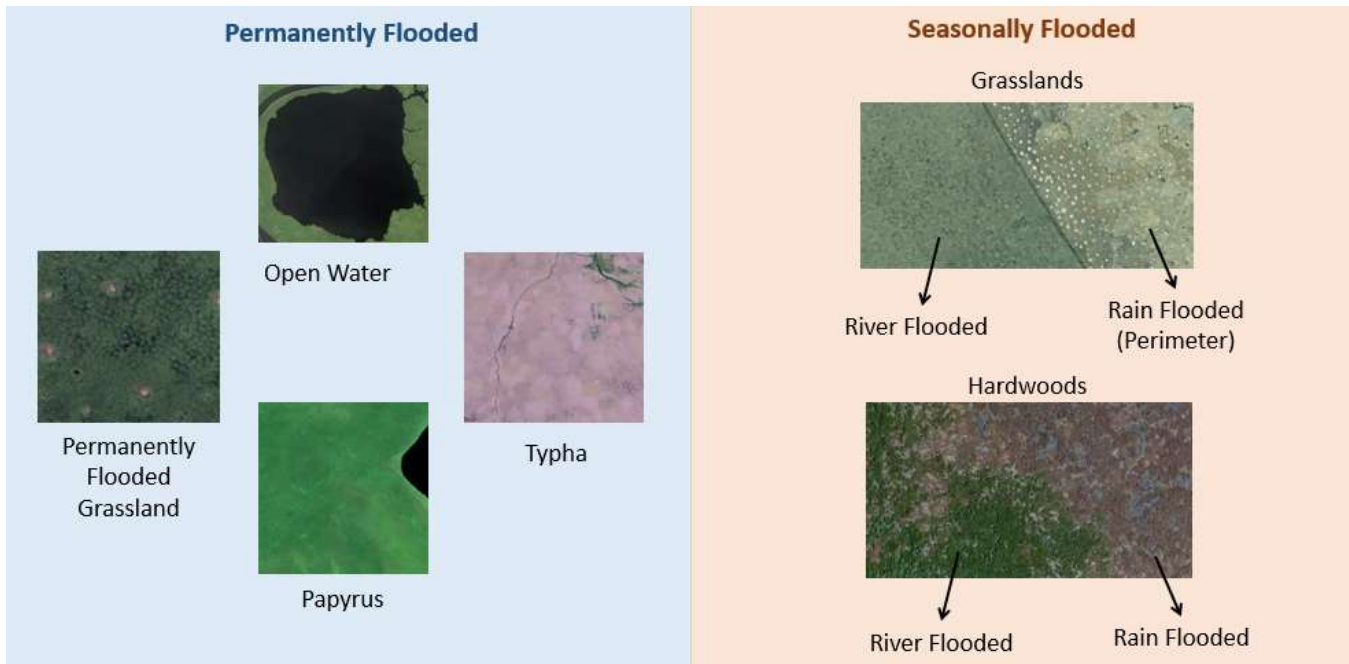 Permanently Flooded
Open Water
Permanently
Flooded
Grassland
Typha
Papyrus
Seasonally Flooded
Grasslands
River Flooded
Rain Flooded
(Perimeter)
Hardwoods
River Flooded
Rain Flooded